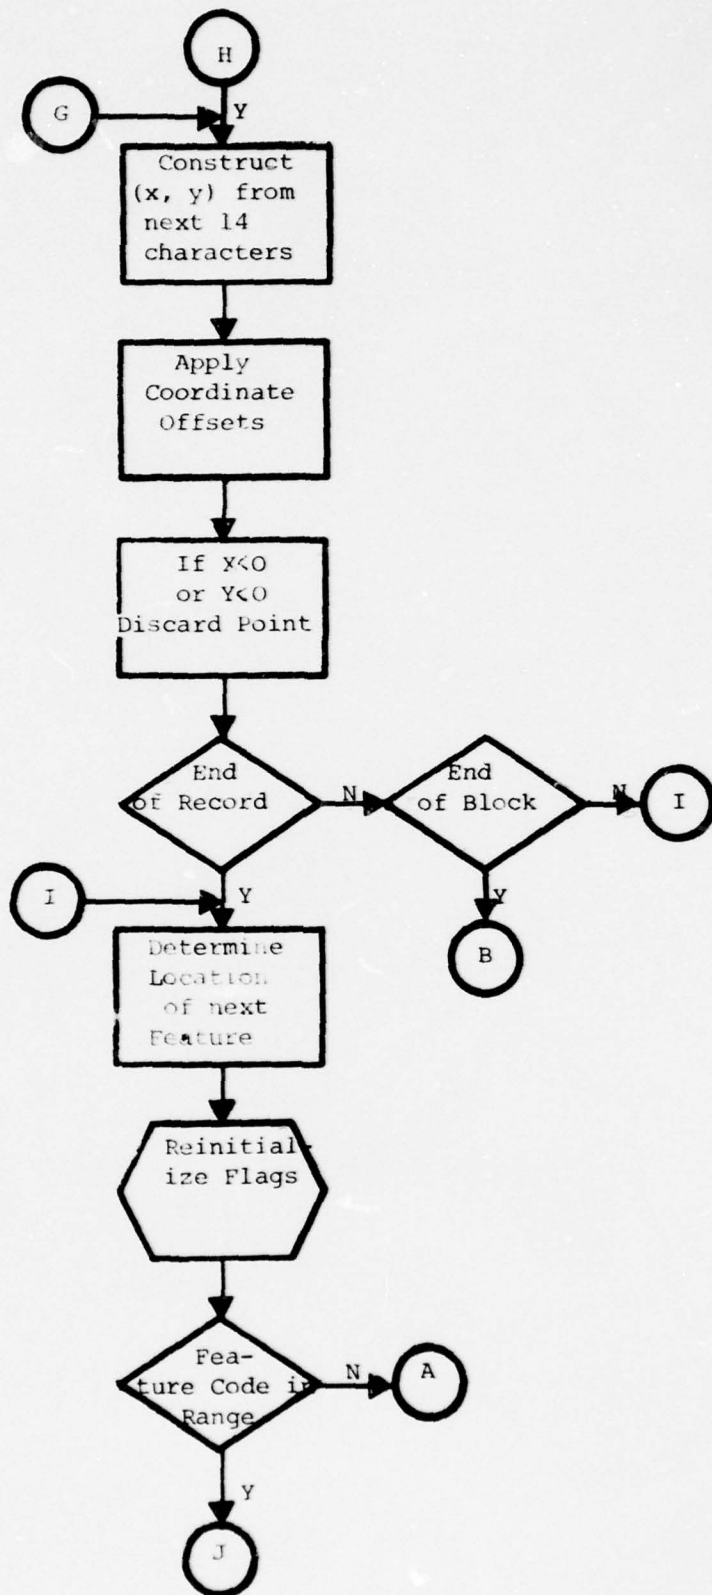 H
G
Y
Construct
(x, y) from
next 14
characters
Apply
Coordinate
Offsets
If X<0
or Y<0
Discard Point
End
of Record
N
End
of Block
N
I
I
Y
Y
B
Determine
Location
of next
Feature
Reinitial-
ize Flags
Fea-
ture Code in
Range
N
A
Y
J